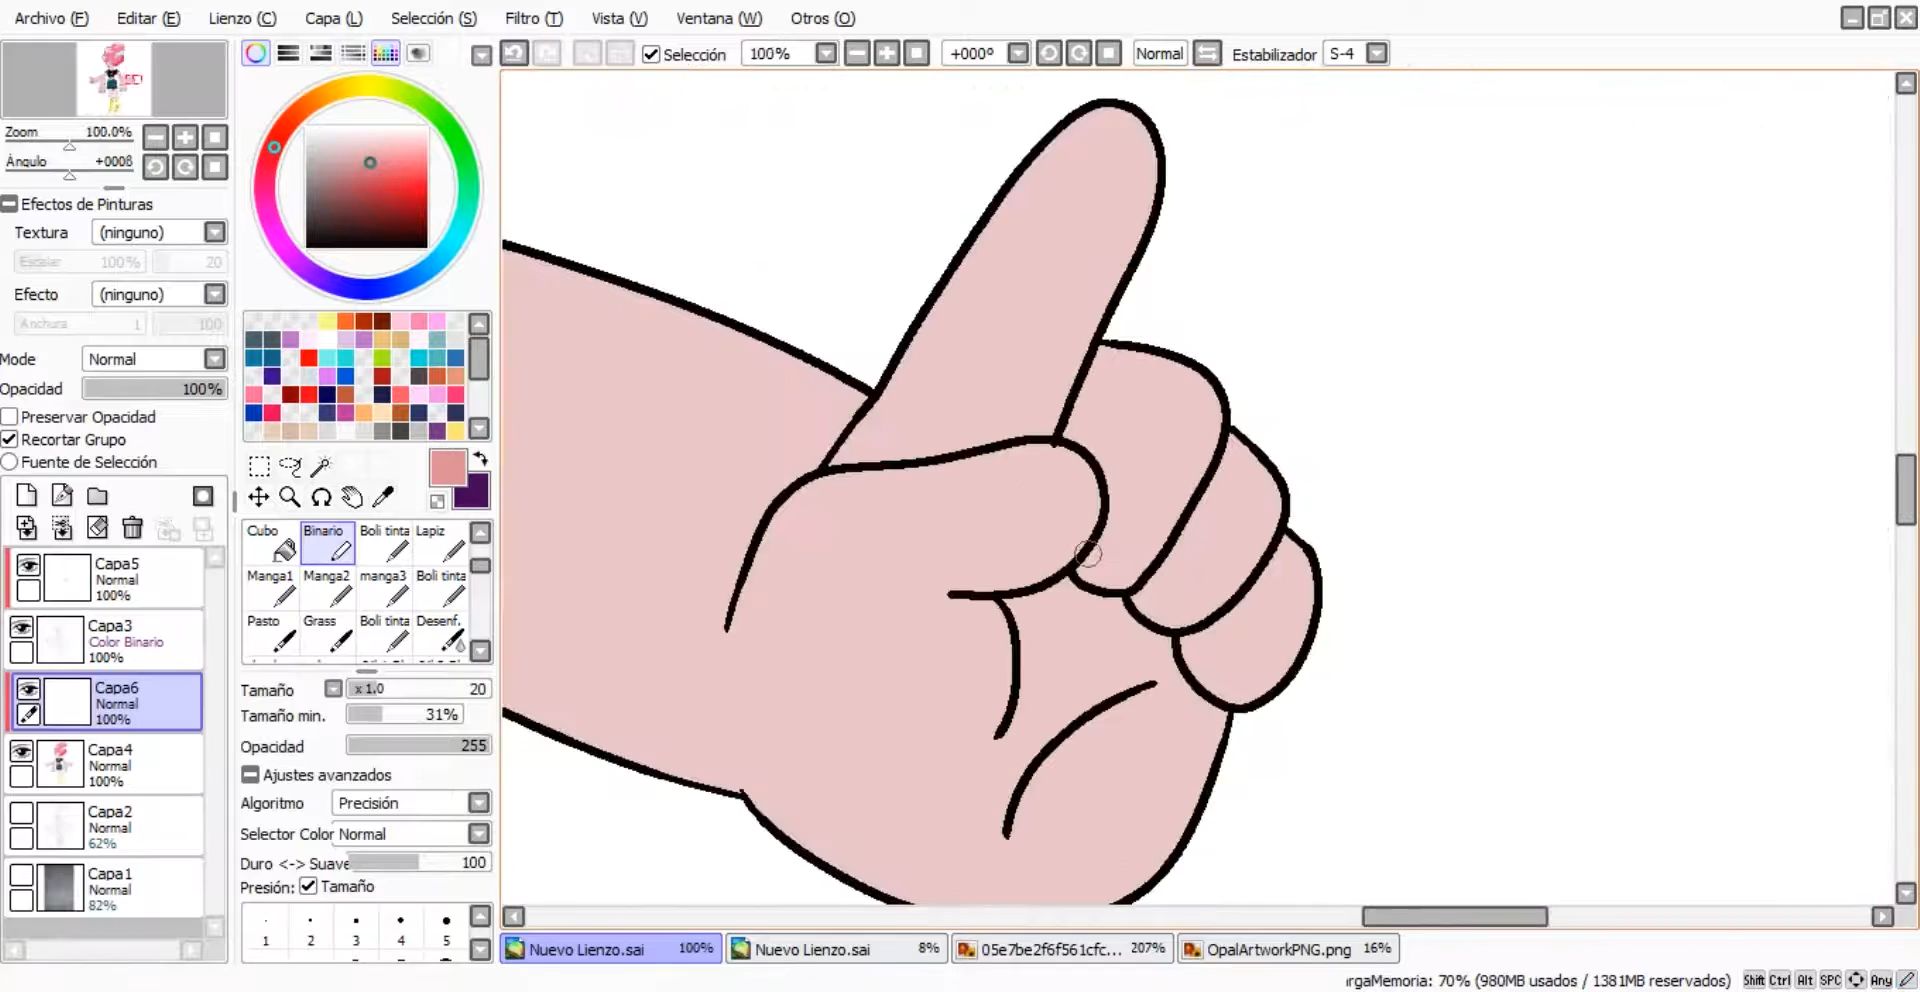 Archivo (F) Editar (E) Lienzo (C) Capa (L) Selección (S) Filtro (T) Vista (V) Ventana (W) Otros (O)
Selección 100% +000º Normal Estabilizador S-4
Zoom 100.0%
Ángulo +000ß
Efectos de Pinturas
Textura (ninguno)
Escalar 100% 20
Efecto (ninguno)
Anchura 1 100
Mode Normal
Opacidad 100%
Preservar Opacidad
Recortar Grupo
Fuente de Selección
Capa5
Normal
100%
Capa3
Color Binario
100%
Capa6
Normal
100%
Capa4
Normal
100%
Capa2
Normal
62%
Capa1
Normal
82%
Cubo Binario Boli tinta Lapiz
Manga1 Manga2 manga3 Boli tinta
Pasto Grass Boli tinta Desenf.
Tamaño x 1.0 20
Tamaño min. 31%
Opacidad 255
Ajustes avanzados
Algoritmo Precisión
Selector Color Normal
Duro <-> Suave 100
Presión: Tamaño
1 2 3 4 5
Nuevo Lienzo.sai 100% Nuevo Lienzo.sai 8% 05e7be2f6f561cfc... 207% OpalArtworkPNG.png 16%
rgaMemoria: 70% (980MB usados / 1381MB reservados) Shift Ctrl Alt SPC Any